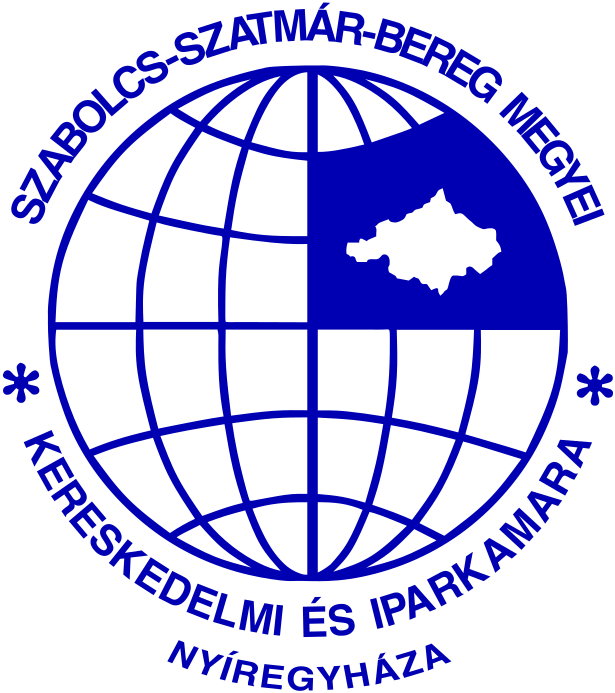 SZABOLCS-SZATMÁR-BEREG MEGYEI
* KERESKEDELMI ÉS IPARKAMARA *
NYÍREGYHÁZA